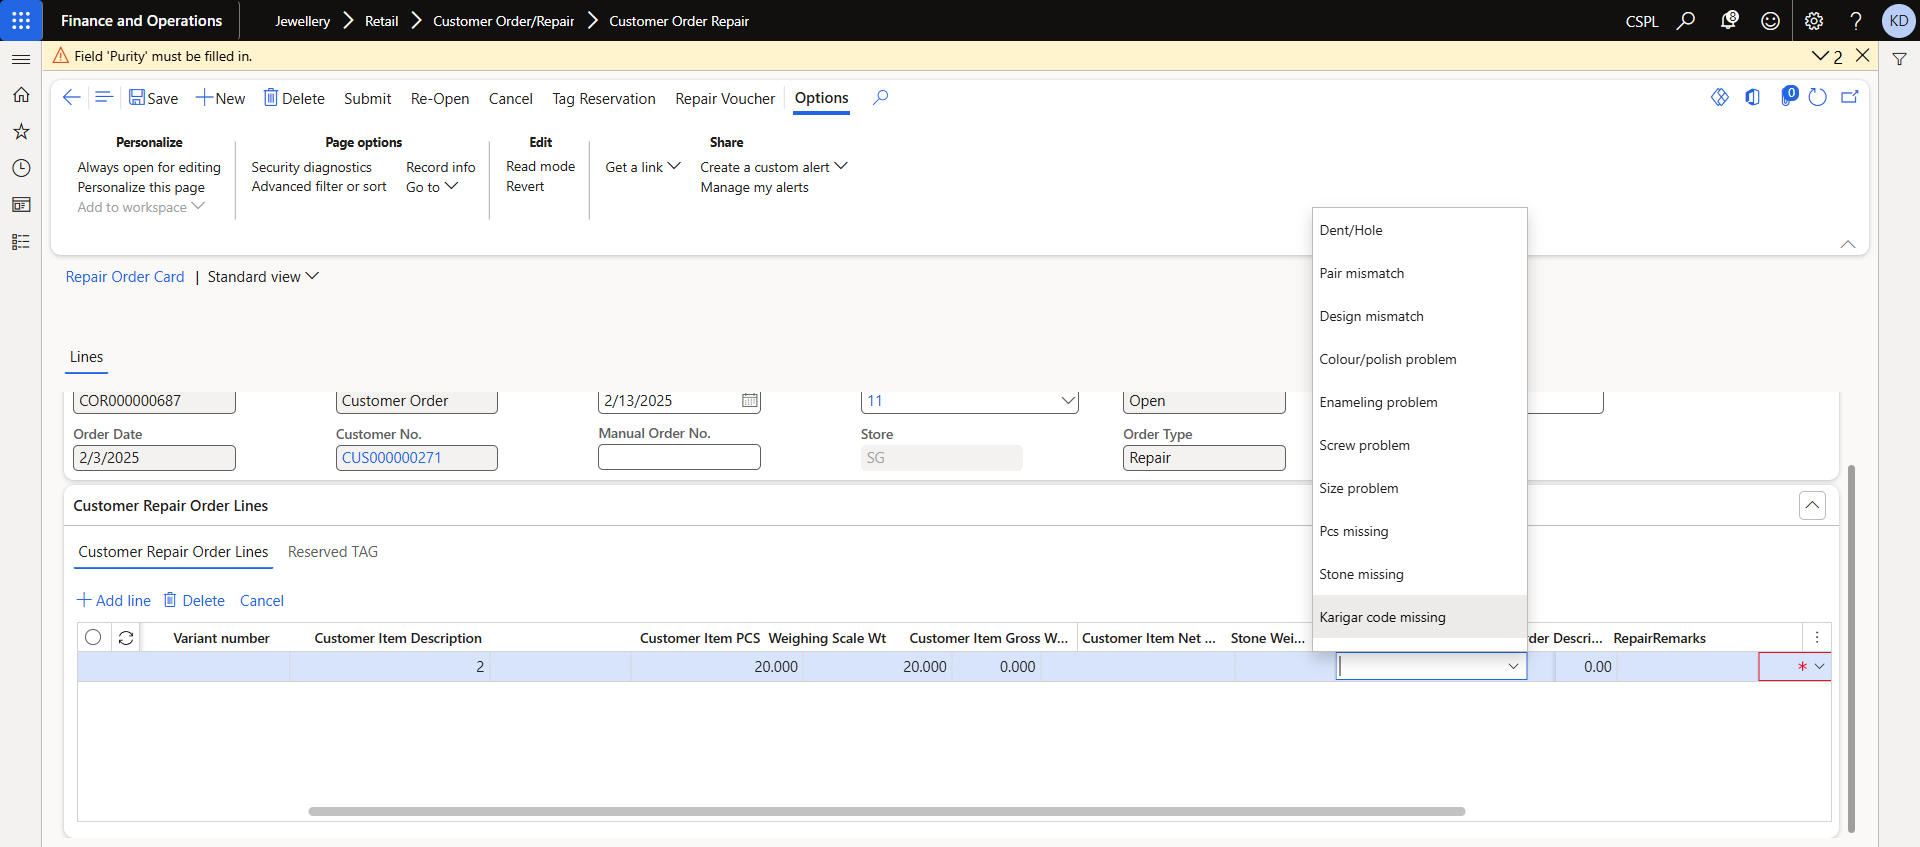 Finance and Operations
Jewellery > Retail > Customer Order/Repair > Customer Order Repair
CSPL
8
KD
Field 'Purity' must be filled in.
2
Save New Delete Submit Re-Open Cancel Tag Reservation Repair Voucher Options
0
Personalize
Always open for editing
Personalize this page
Add to workspace
Page options
Security diagnostics
Advanced filter or sort
Record info
Go to
Edit
Read mode
Revert
Share
Get a link
Create a custom alert
Manage my alerts
Repair Order Card | Standard view
Lines
COR000000687 Customer Order 2/13/2025 11 Open
Order Date Customer No. Manual Order No. Store Order Type
2/3/2025 CUS000000271 SG Repair
Dent/Hole
Pair mismatch
Design mismatch
Colour/polish problem
Enameling problem
Screw problem
Size problem
Pcs missing
Stone missing
Karigar code missing
Customer Repair Order Lines
Customer Repair Order Lines Reserved TAG
Add line Delete Cancel
Variant number Customer Item Description Customer Item PCS Weighing Scale Wt Customer Item Gross W... Customer Item Net ... Stone Wei... der Descri... RepairRemarks
2 20.000 20.000 0.000 0.00 *